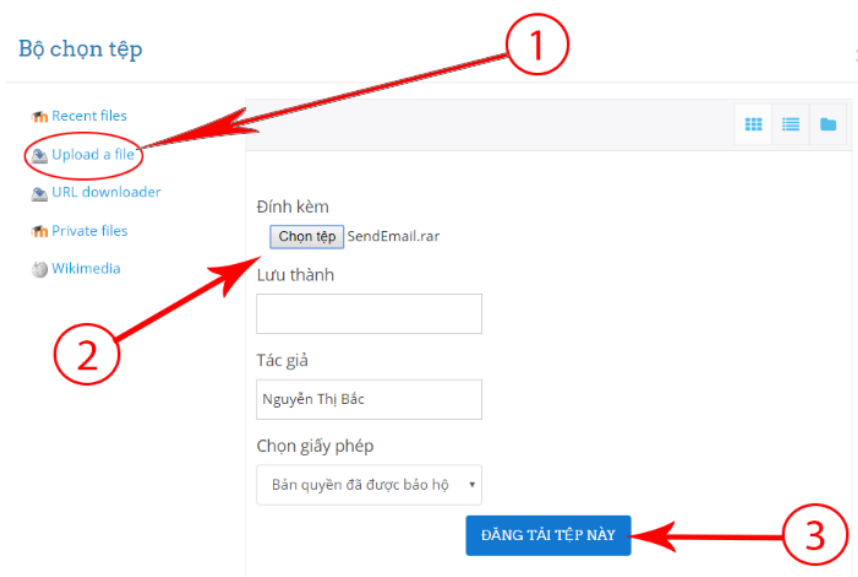 Bộ chọn tệp
1
Recent files
Upload a file
URL downloader
Private files
Wikimedia
Đính kèm
Chọn tệp SendEmail.rar
Lưu thành
2
Tác giả
Nguyễn Thị Bắc
Chọn giấy phép
Bản quyền đã được bảo hộ
ĐĂNG TẢI TỆP NÀY
3